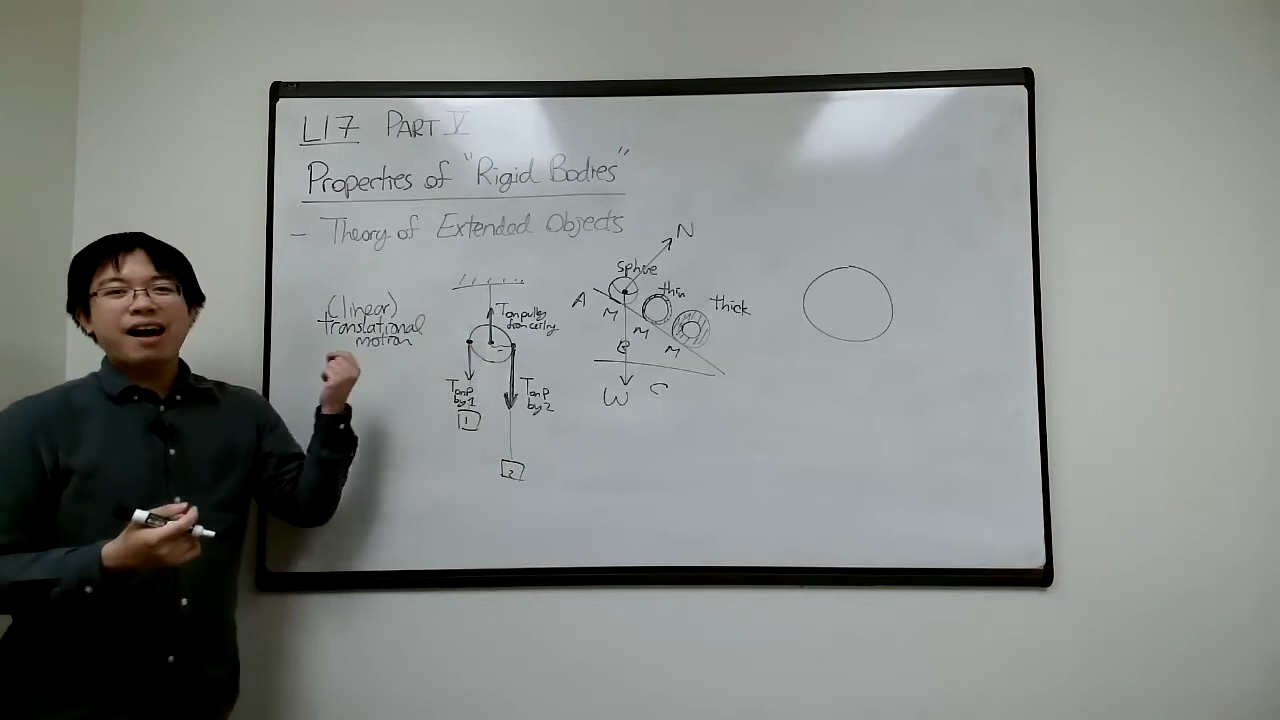 L17 PART V
Properties of "Rigid Bodies"
- Theory of Extended Objects
(linear)
translational
motion
T on pulley
from ceiling
T on P
by 1
T on P
by 2
1
2
N
sphere
thin
thick
A
M
M
M
B
W
C